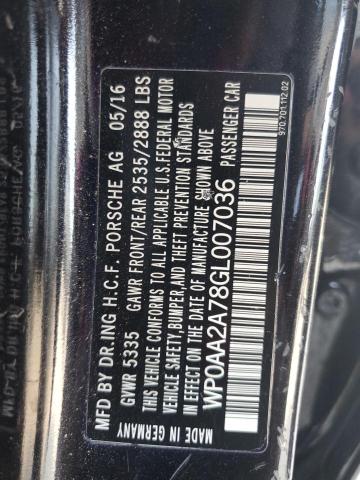 MFD BY DR.ING H.C.F. PORSCHE AG 05/16
GVWR 5335 GAWR FRONT/REAR 2535/2888 LBS
THIS VEHICLE CONFORMS TO ALL APPLICABLE U.S.FEDERAL MOTOR
VEHICLE SAFETY,BUMPER,AND THEFT PREVENTION STANDARDS
IN EFFECT ON THE DATE OF MANUFACTURE SHOWN ABOVE
WP0AA2A78GL007036 PASSENGER CAR
MADE IN GERMANY
970.701.112.02